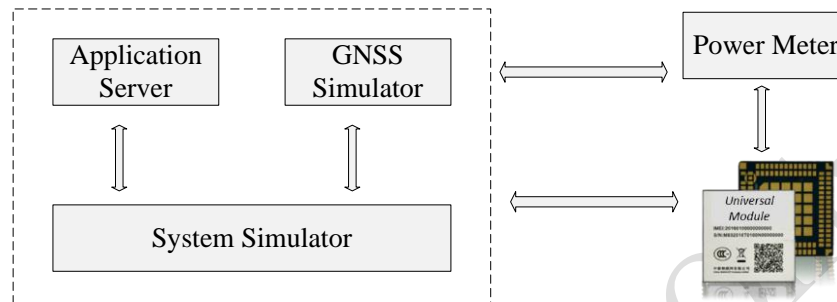 Application
Server
GNSS
Simulator
Power Meter
System Simulator
Universal
Module